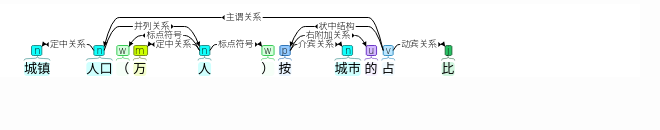 主谓关系
并列关系 状中结构
标点符号 右附加关系
定中关系 定中关系 标点符号 介宾关系 动宾关系
n n w m n w p n u v j
城镇 人口 （ 万 人 ） 按 城市 的 占 比